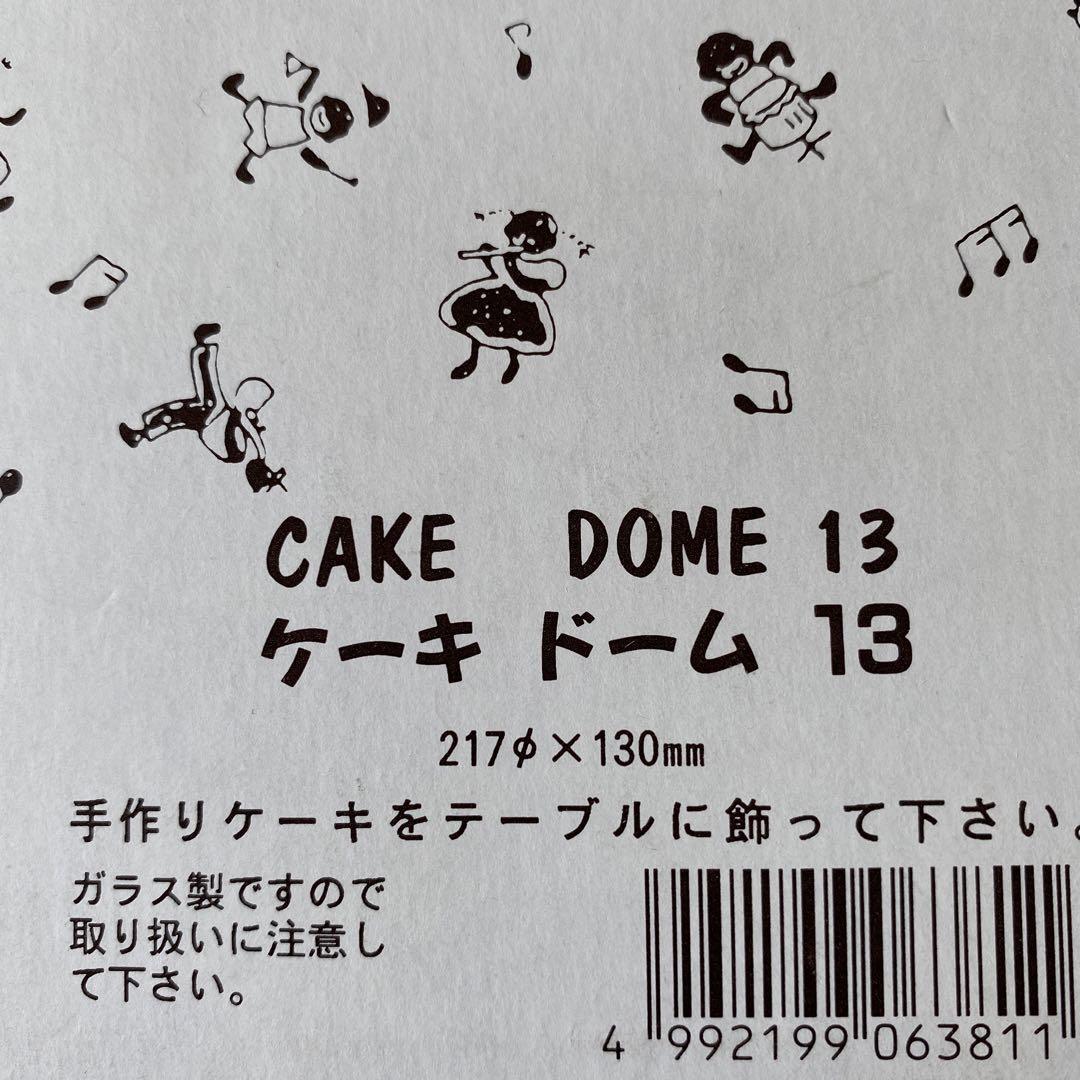 CAKE DOME 13
ケーキ ドーム 13
217φ×130mm
手作りケーキをテーブルに飾って下さい。
ガラス製ですので
取り扱いに注意し
て下さい。
4 992199 063811